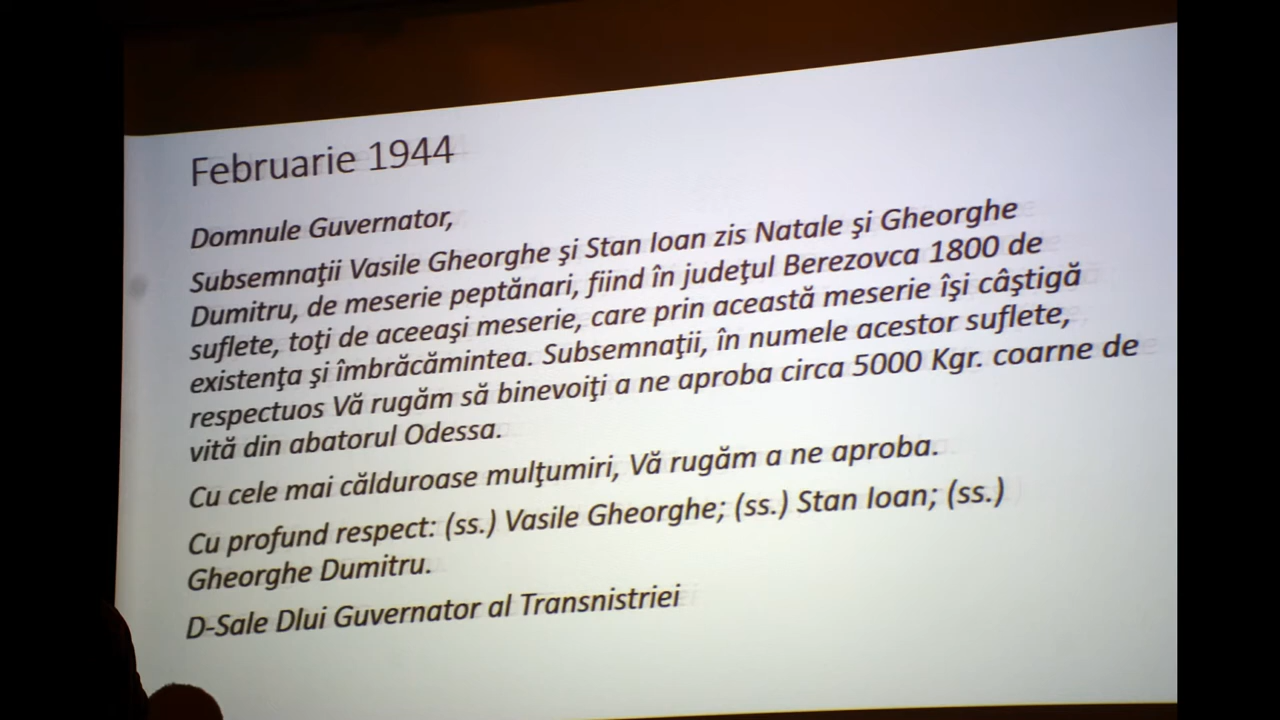 Februarie 1944
Domnule Guvernator,
Subsemnaţii Vasile Gheorghe şi Stan Ioan zis Natale şi Gheorghe
Dumitru, de meserie peptănari, fiind în judeţul Berezovca 1800 de
suflete, toţi de aceeaşi meserie, care prin această meserie îşi câştigă
existenţa şi îmbrăcămintea. Subsemnaţii, în numele acestor suflete,
respectuos Vă rugăm să binevoiţi a ne aproba circa 5000 Kgr. coarne de
vită din abatorul Odessa.
Cu cele mai călduroase mulţumiri, Vă rugăm a ne aproba.
Cu profund respect: (ss.) Vasile Gheorghe; (ss.) Stan Ioan; (ss.)
Gheorghe Dumitru.
D-Sale Dlui Guvernator al Transnistriei